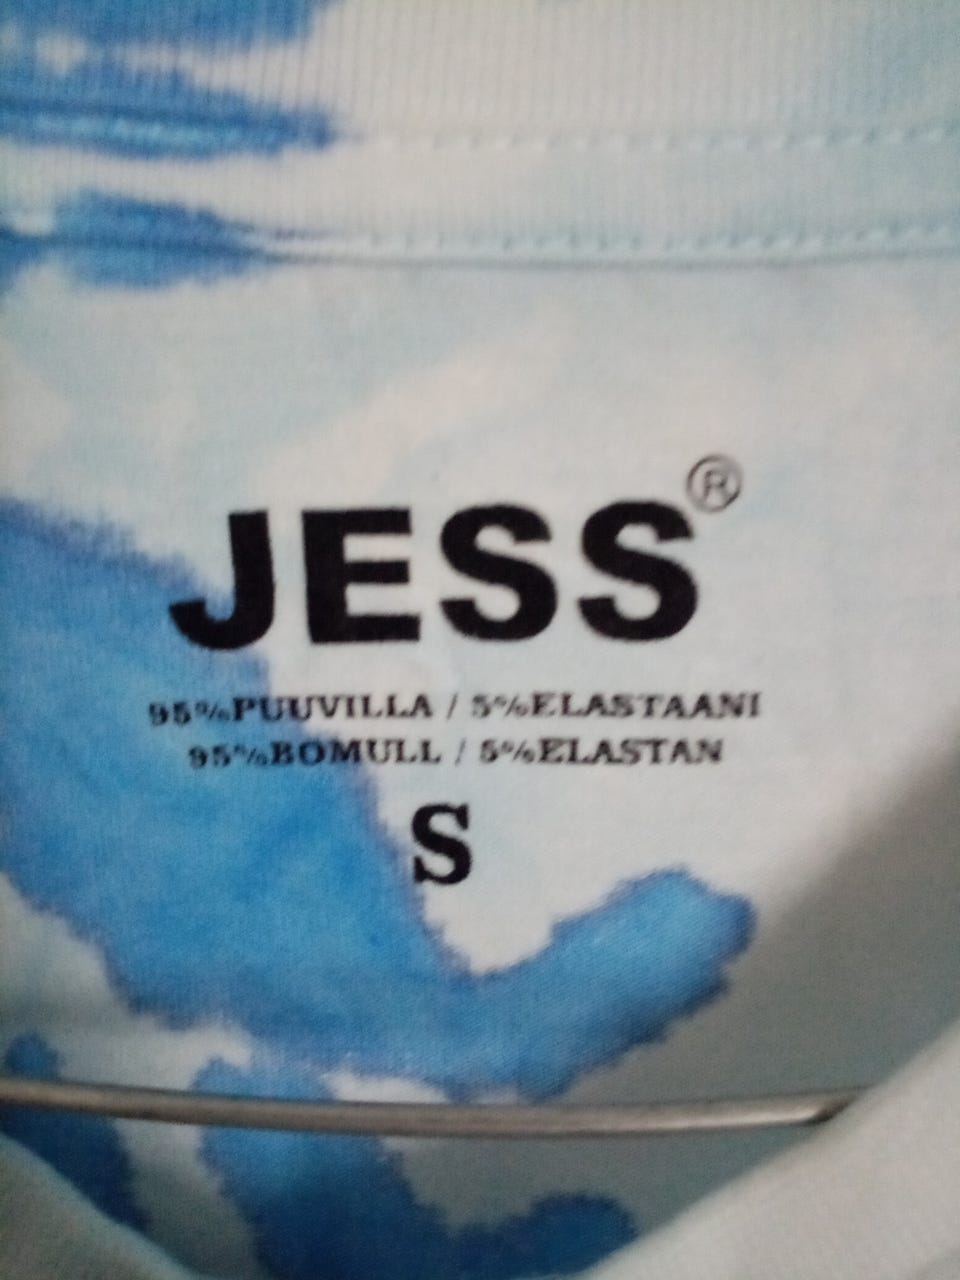 JESS®
95%PUUVILLA / 5%ELASTAANI
95%BOMULL / 5%ELASTAN
S